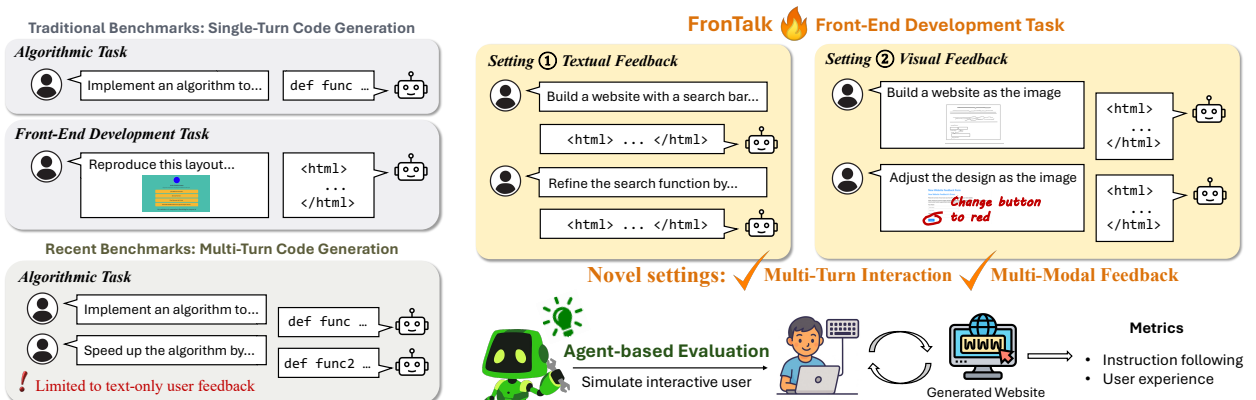 Traditional Benchmarks: Single-Turn Code Generation
Algorithmic Task
Implement an algorithm to...
def func …
Front-End Development Task
Reproduce this layout...
<html>
...
</html>
Recent Benchmarks: Multi-Turn Code Generation
Algorithmic Task
Implement an algorithm to...
def func …
Speed up the algorithm by...
def func2 …
! Limited to text-only user feedback
FronTalk Front-End Development Task
Setting ① Textual Feedback
Build a website with a search bar...
<html> ... </html>
Refine the search function by...
<html> ... </html>
Setting ② Visual Feedback
Build a website as the image
<html>
...
</html>
Adjust the design as the image
Change button
to red
<html>
...
</html>
Novel settings: Multi-Turn Interaction Multi-Modal Feedback
Agent-based Evaluation
Simulate interactive user
WWW
Generated Website
Metrics
• Instruction following
• User experience